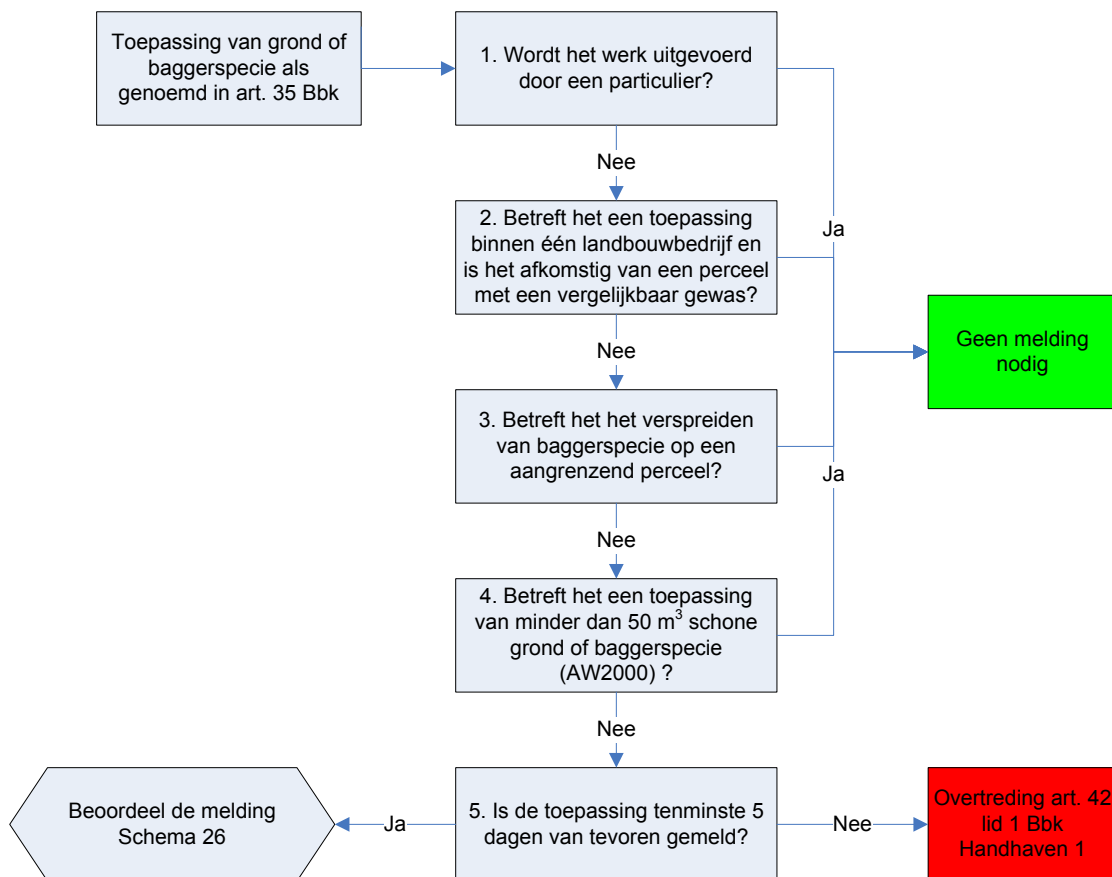 Toepassing van grond of
baggerspecie als
genoemd in art. 35 Bbk
1. Wordt het werk uitgevoerd
door een particulier?
Nee
2. Betreft het een toepassing
binnen één landbouwbedrijf en
is het afkomstig van een perceel
met een vergelijkbaar gewas?
Ja
Geen melding
nodig
Nee
3. Betreft het het verspreiden
van baggerspecie op een
aangrenzend perceel?
Ja
Nee
4. Betreft het een toepassing
van minder dan 50 m³ schone
grond of baggerspecie
(AW2000) ?
Nee
Beoordeel de melding
Schema 26
Ja
5. Is de toepassing tenminste 5
dagen van tevoren gemeld?
Nee
Overtreding art. 42
lid 1 Bbk
Handhaven 1